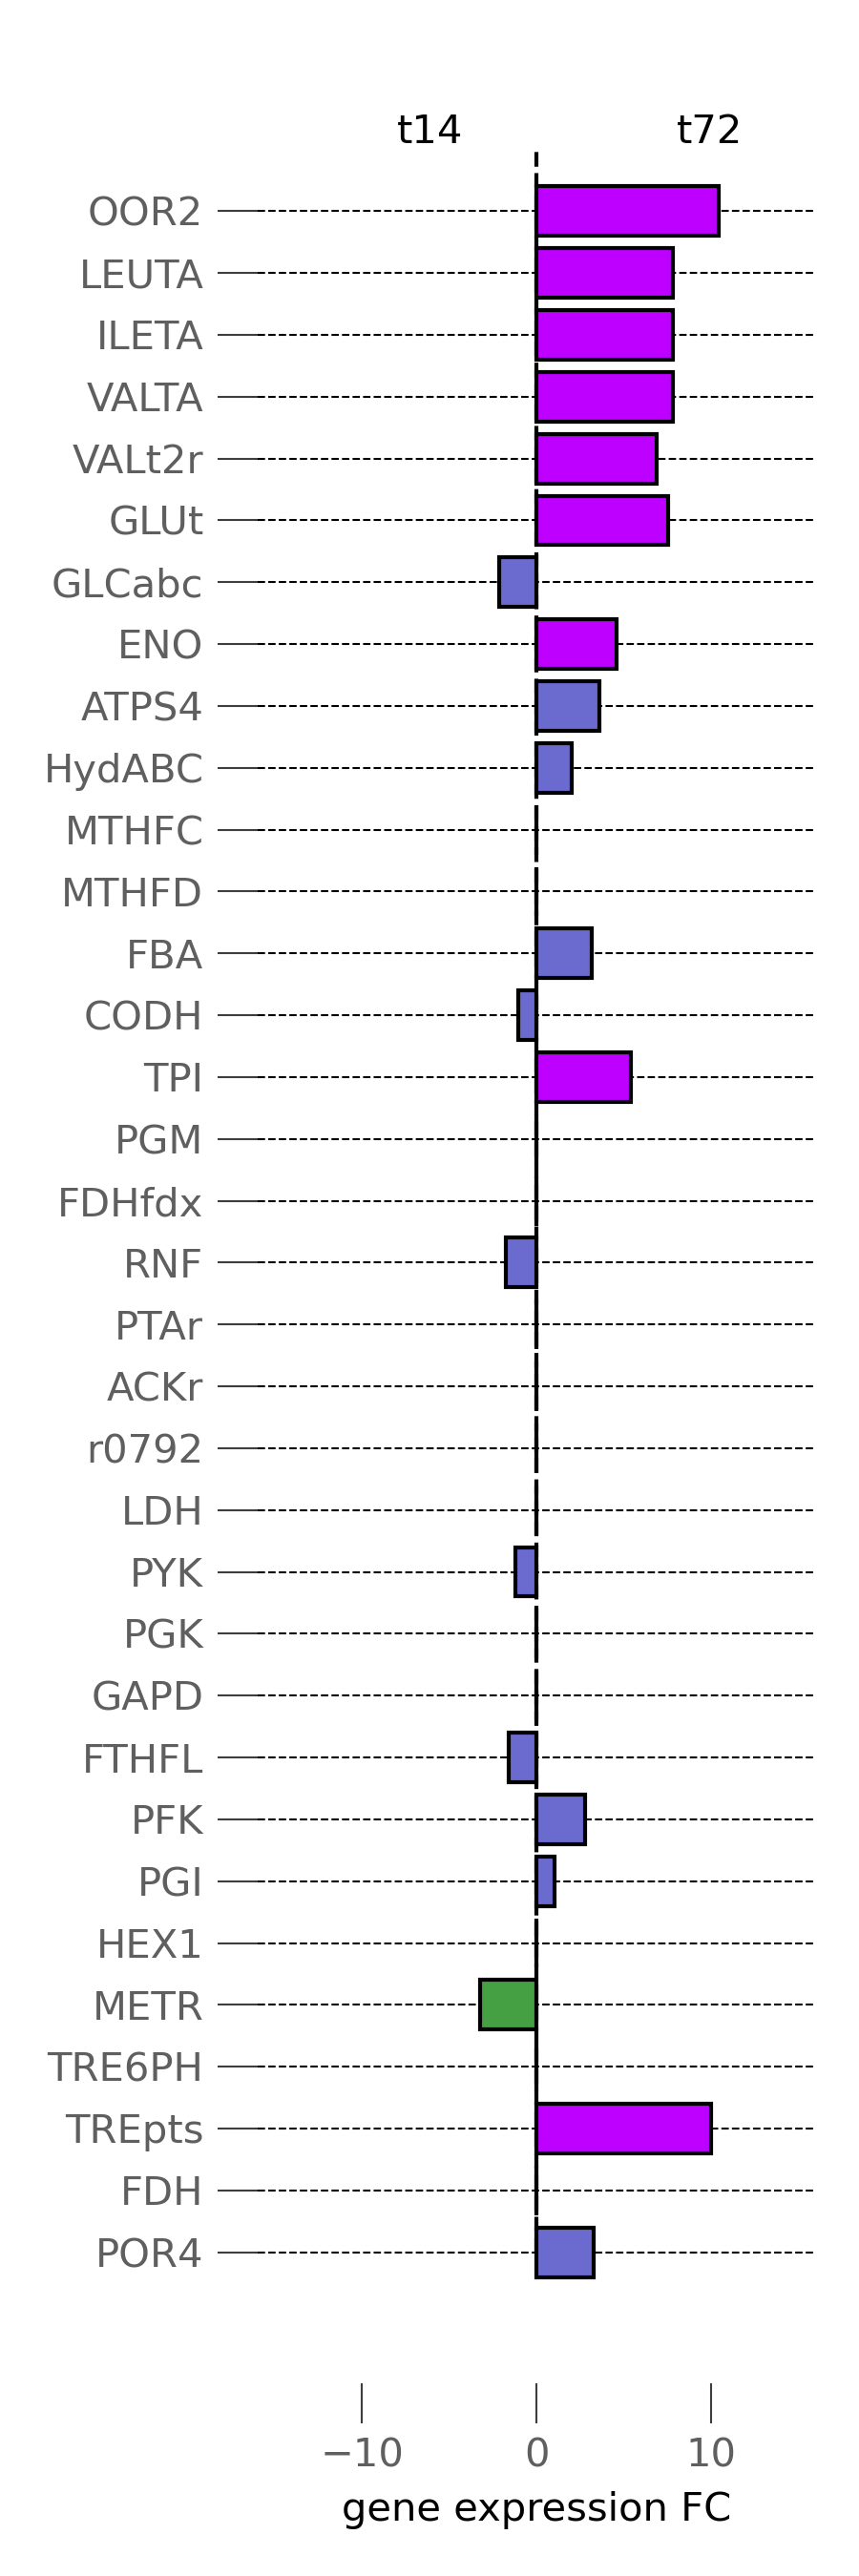 t14 t72
OOR2
LEUTA
ILETA
VALTA
VALt2r
GLUt
GLCabc
ENO
ATPS4
HydABC
MTHFC
MTHFD
FBA
CODH
TPI
PGM
FDHfdx
RNF
PTAr
ACKr
r0792
LDH
PYK
PGK
GAPD
FTHFL
PFK
PGI
HEX1
METR
TRE6PH
TREpts
FDH
POR4
−10 0 10
gene expression FC